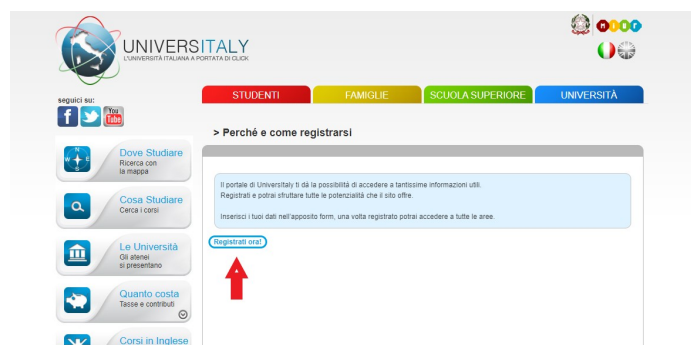 UNIVERSITALY
L'UNIVERSITÀ ITALIANA A PORTATA DI CLICK
MIUR
seguici su:
f
You
Tube
STUDENTI
FAMIGLIE
SCUOLA SUPERIORE
UNIVERSITÀ
> Perché e come registrarsi
N
W E
S
Dove Studiare
Ricerca con
la mappa
Cosa Studiare
Cerca i corsi
Le Università
Gli atenei
si presentano
Quanto costa
Tasse e contributi
Corsi in Inglese
Il portale di Universitaly ti dà la possibilità di accedere a tantissime informazioni utili.
Registrati e potrai sfruttare tutte le potenzialità che il sito offre.
Inserisci i tuoi dati nell'apposito form, una volta registrato potrai accedere a tutte le aree.
Registrati ora!